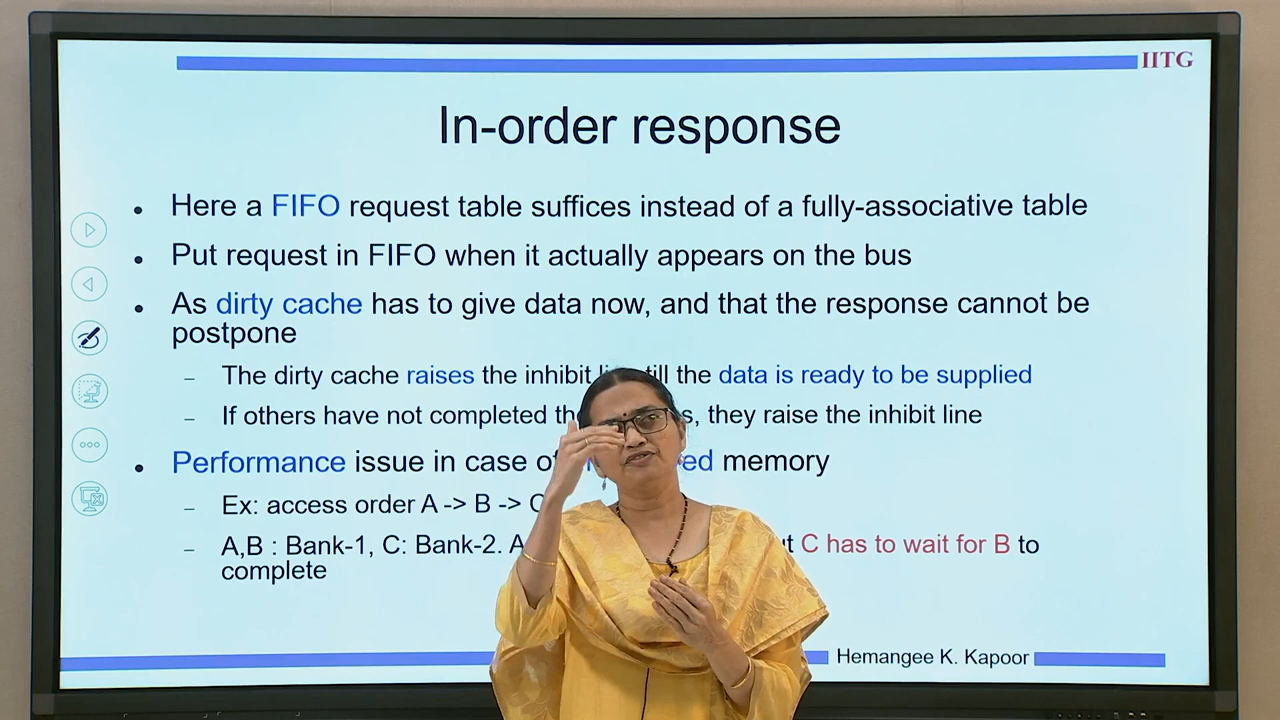 IITG
In-order response
• Here a FIFO request table suffices instead of a fully-associative table
• Put request in FIFO when it actually appears on the bus
• As dirty cache has to give data now, and that the response cannot be
postpone
– The dirty cache raises the inhibit till the data is ready to be supplied
– If others have not completed they raise the inhibit line
• Performance issue in case of memory
– Ex: access order A -> B -> C
– A,B : Bank-1, C: Bank-2. C has to wait for B to
complete
Hemangee K. Kapoor